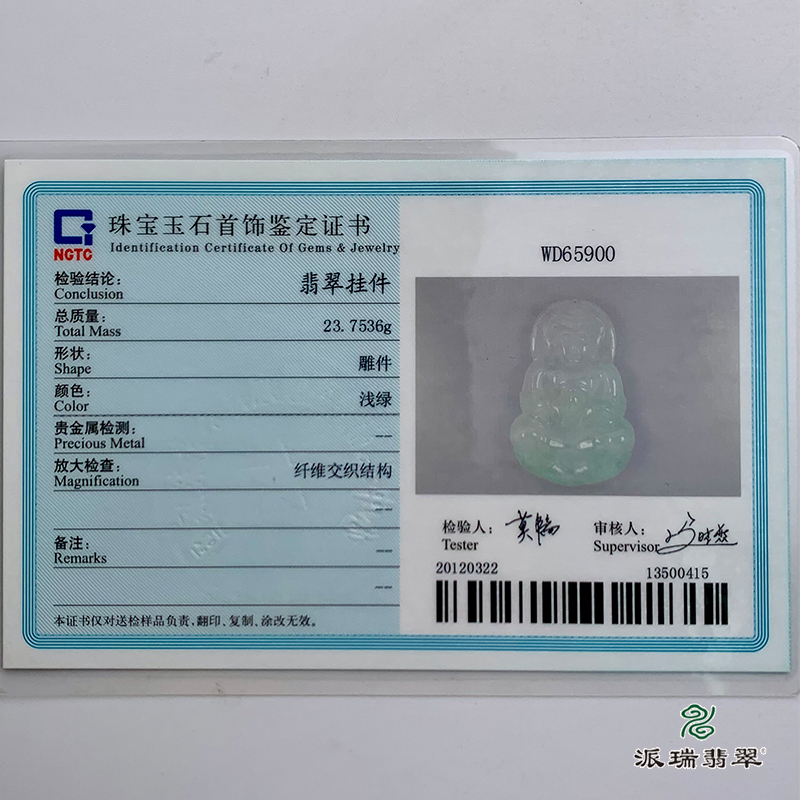 NGTC
珠宝玉石首饰鉴定证书
Identification Certificate Of Gems & Jewelry
检验结论: 翡翠挂件
Conclusion
总质量: 23.7536g
Total Mass
形状: 雕件
Shape
颜色: 浅绿
Color
贵金属检测: ——
Precious Metal
放大检查: 纤维交织结构
Magnification
——
备注: ——
Remarks
——
本证书仅对送检样品负责,翻印、复制、涂改无效。
WD65900
检验人:
Tester
审核人:
Supervisor
20120322 13500415
派瑞翡翠